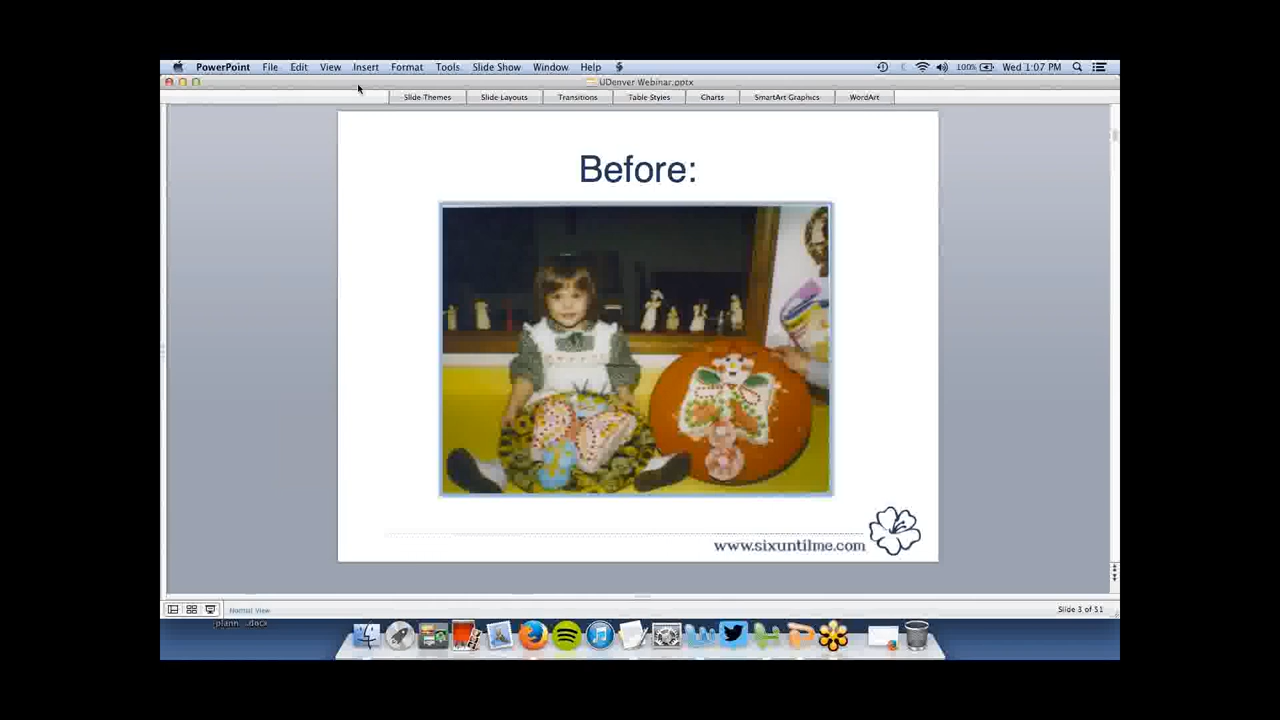 PowerPoint File Edit View Insert Format Tools Slide Show Window Help 100% Wed 1:07 PM
UDenver Webinar.pptx
Slide Themes Slide Layouts Transitions Table Styles Charts SmartArt Graphics WordArt
Before:
www.sixuntilme.com
Normal View Slide 3 of 51
.docx